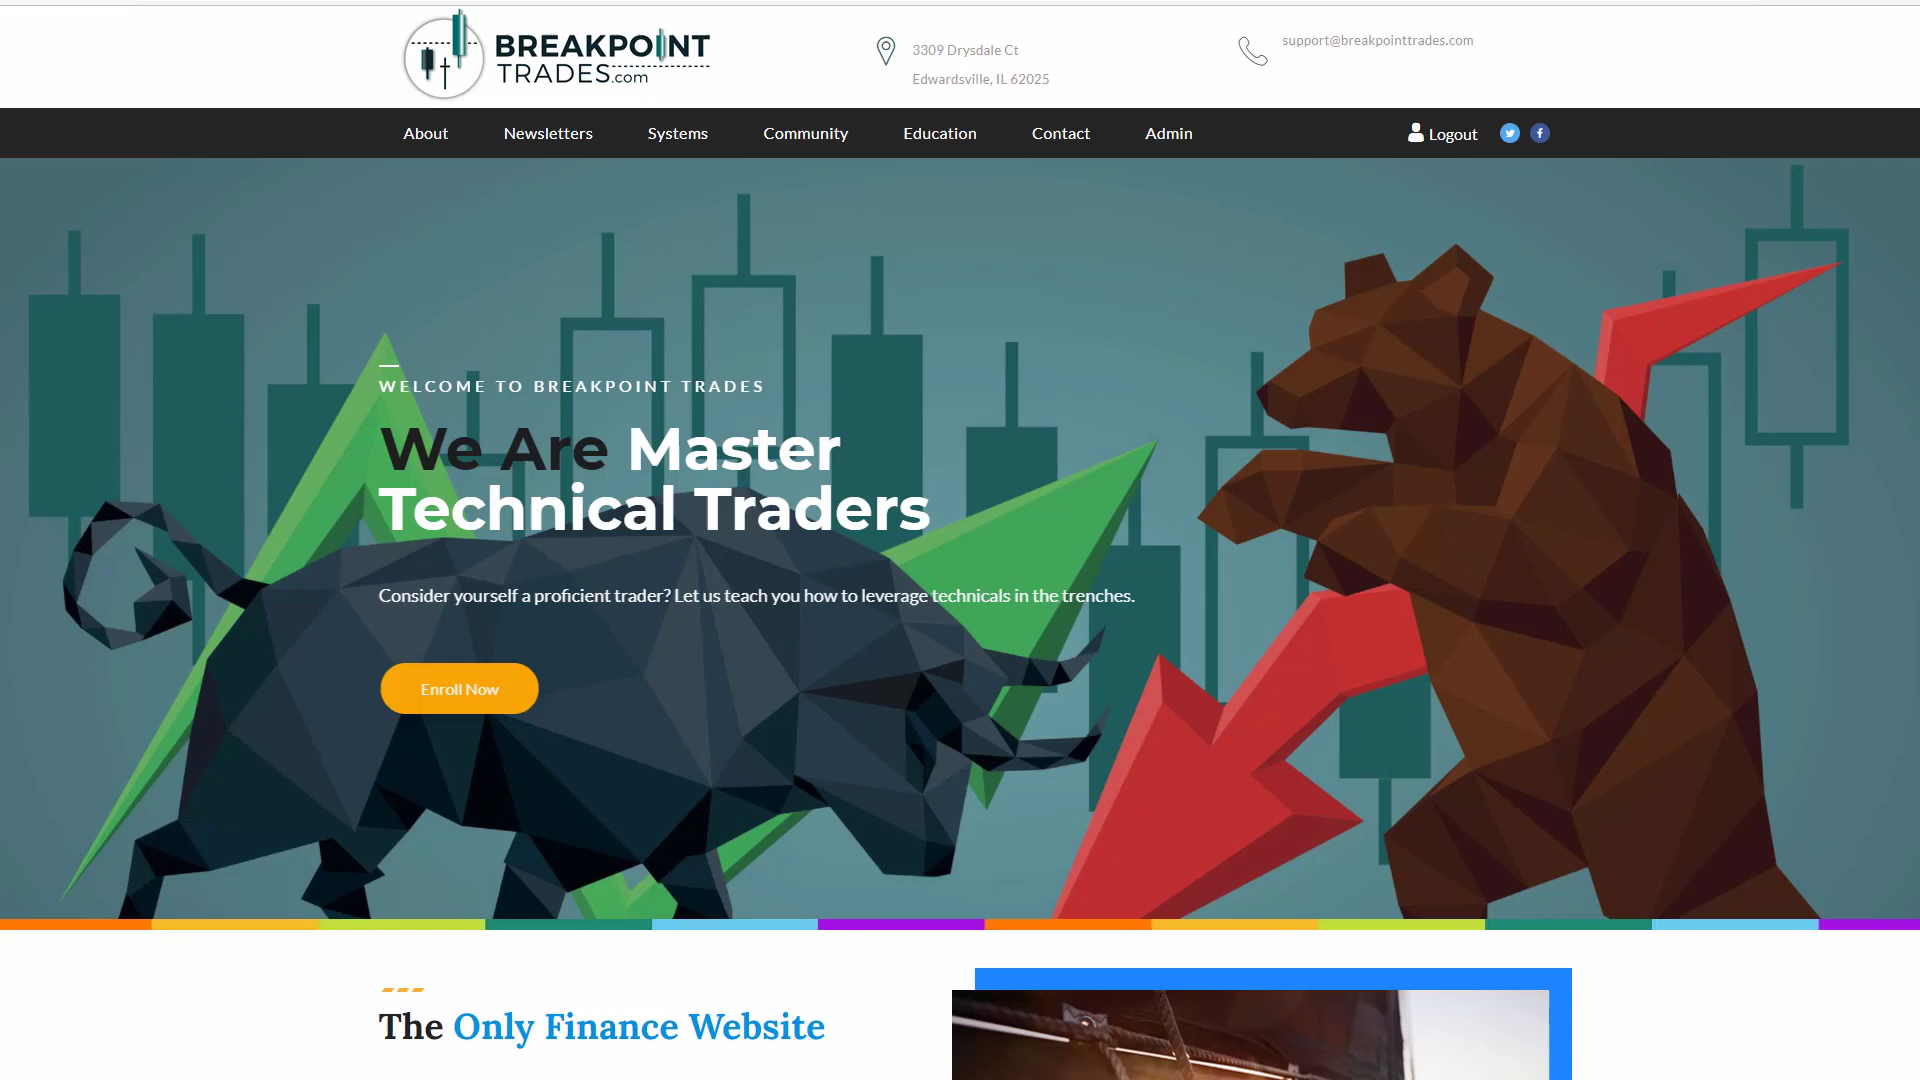 BREAKPOINT
TRADES.com
3309 Drysdale Ct
Edwardsville, IL 62025
support@breakpointtrades.com
About
Newsletters
Systems
Community
Education
Contact
Admin
Logout
WELCOME TO BREAKPOINT TRADES
We Are Master
Technical Traders
Consider yourself a proficient trader? Let us teach you how to leverage technicals in the trenches.
Enroll Now
The Only Finance Website